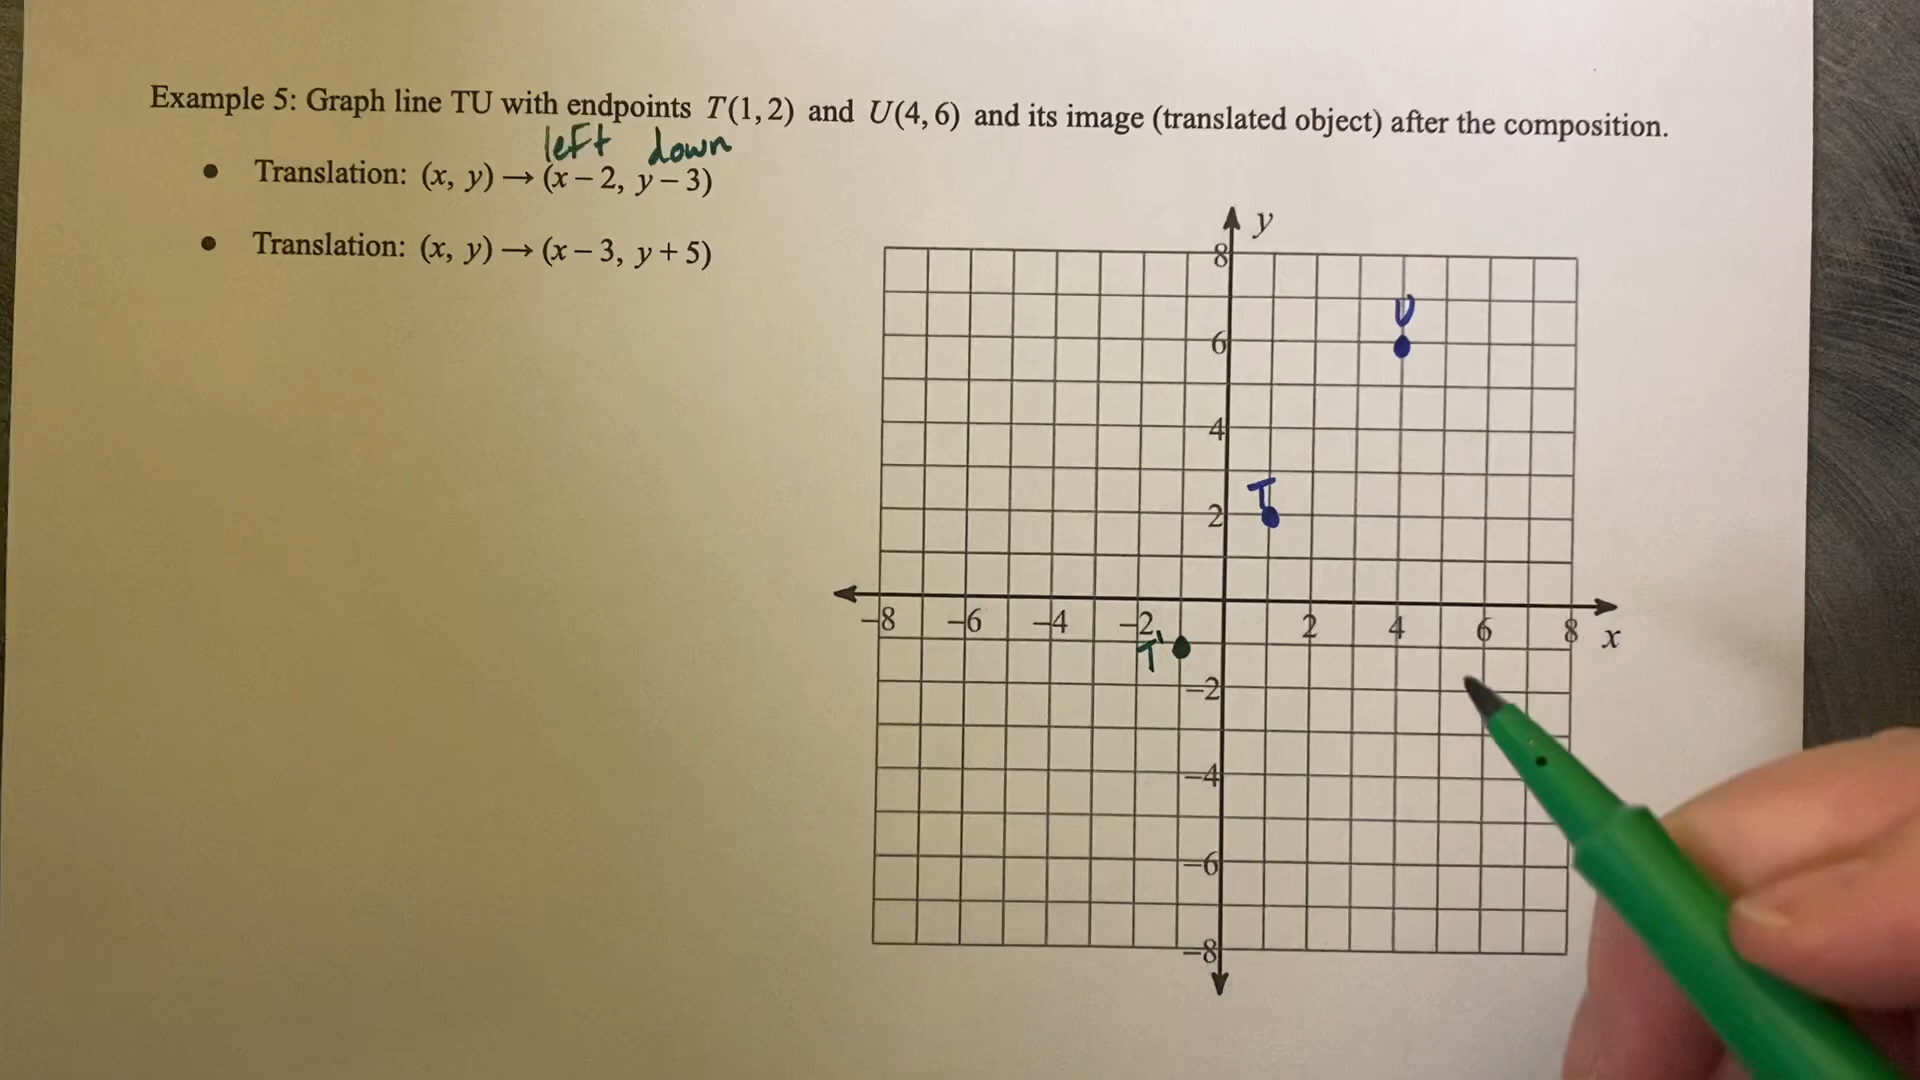 Example 5: Graph line TU with endpoints T(1, 2) and U(4, 6) and its image (translated object) after the composition.
left down
• Translation: (x, y) → (x − 2, y − 3)
• Translation: (x, y) → (x − 3, y + 5)
y
8
U
6
4
T
2
−8 −6 −4 −2 2 4 6 8 x
T'
−2
−4
−6
−8